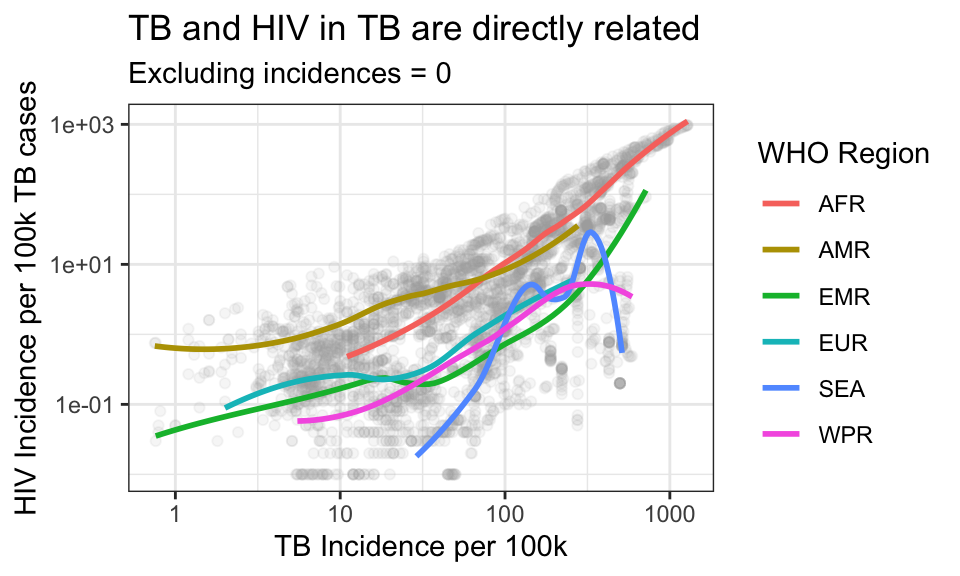 TB and HIV in TB are directly related
Excluding incidences = 0
HIV Incidence per 100k TB cases
1e+03
1e+01
1e-01
1
10
100
1000
TB Incidence per 100k
WHO Region
AFR
AMR
EMR
EUR
SEA
WPR